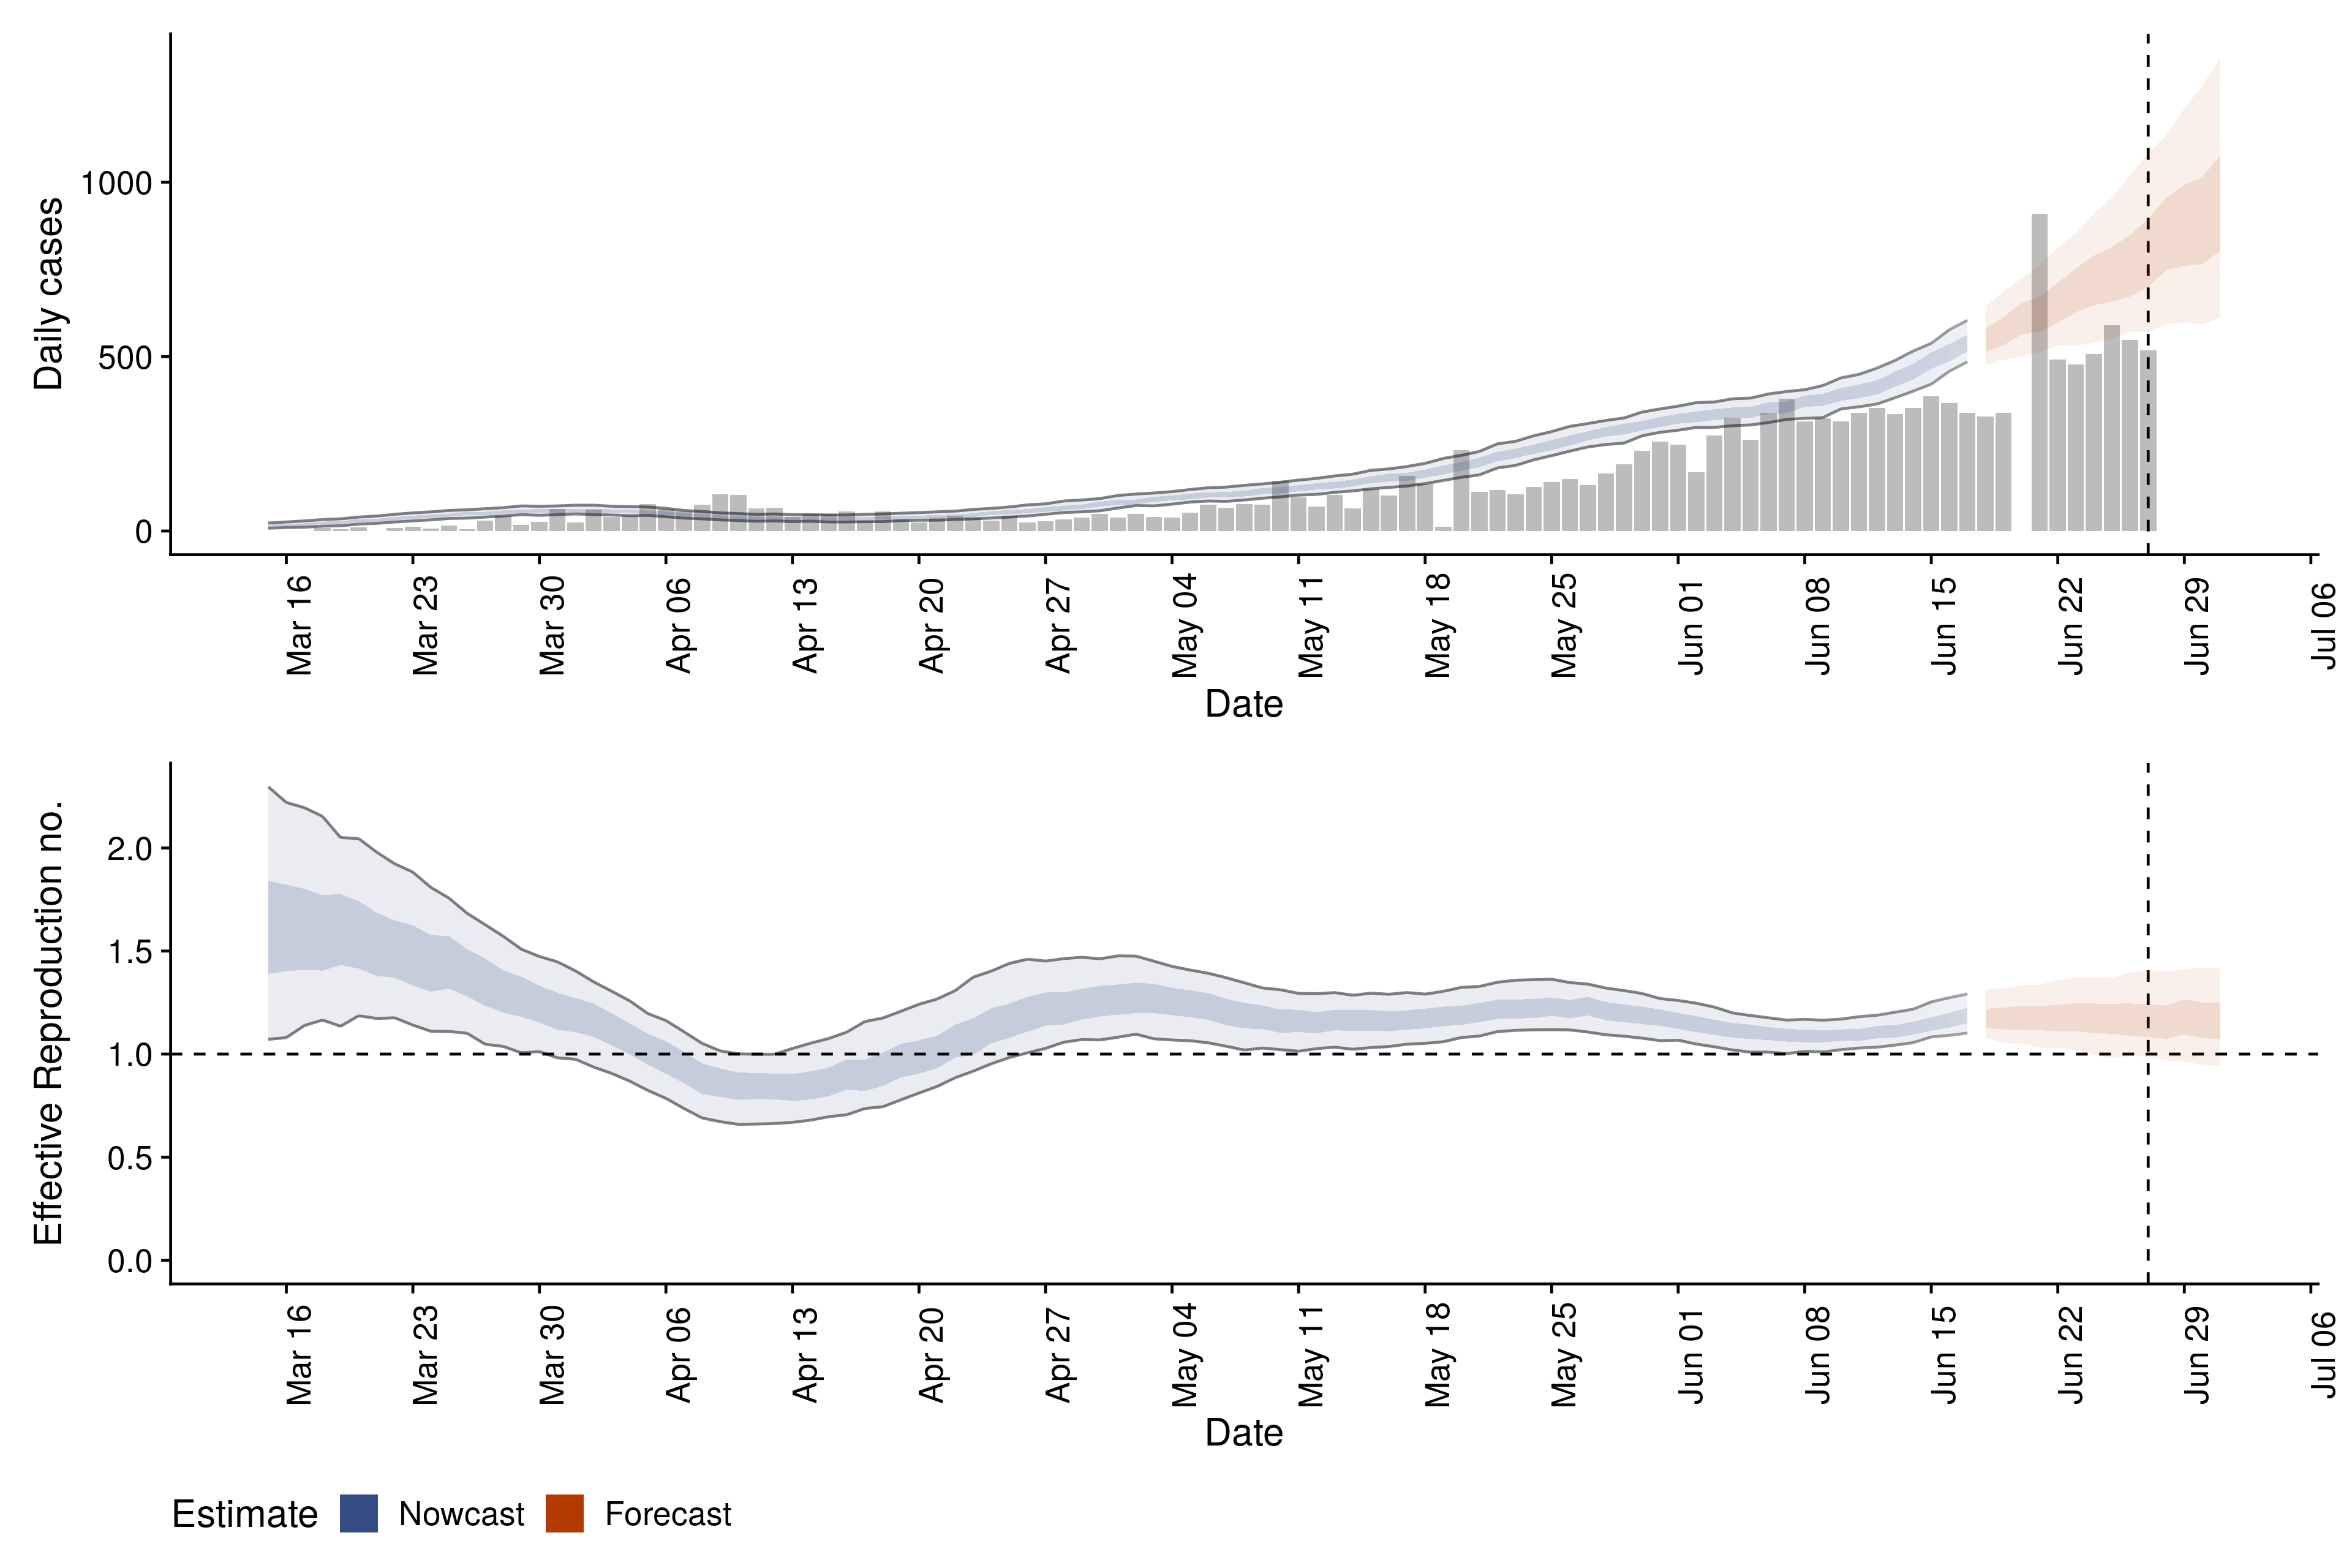 Daily cases
1000
500
0
Mar 16
Mar 23
Mar 30
Apr 06
Apr 13
Apr 20
Apr 27
May 04
May 11
May 18
May 25
Jun 01
Jun 08
Jun 15
Jun 22
Jun 29
Jul 06
Date
Effective Reproduction no.
2.0
1.5
1.0
0.5
0.0
Mar 16
Mar 23
Mar 30
Apr 06
Apr 13
Apr 20
Apr 27
May 04
May 11
May 18
May 25
Jun 01
Jun 08
Jun 15
Jun 22
Jun 29
Jul 06
Date
Estimate Nowcast Forecast